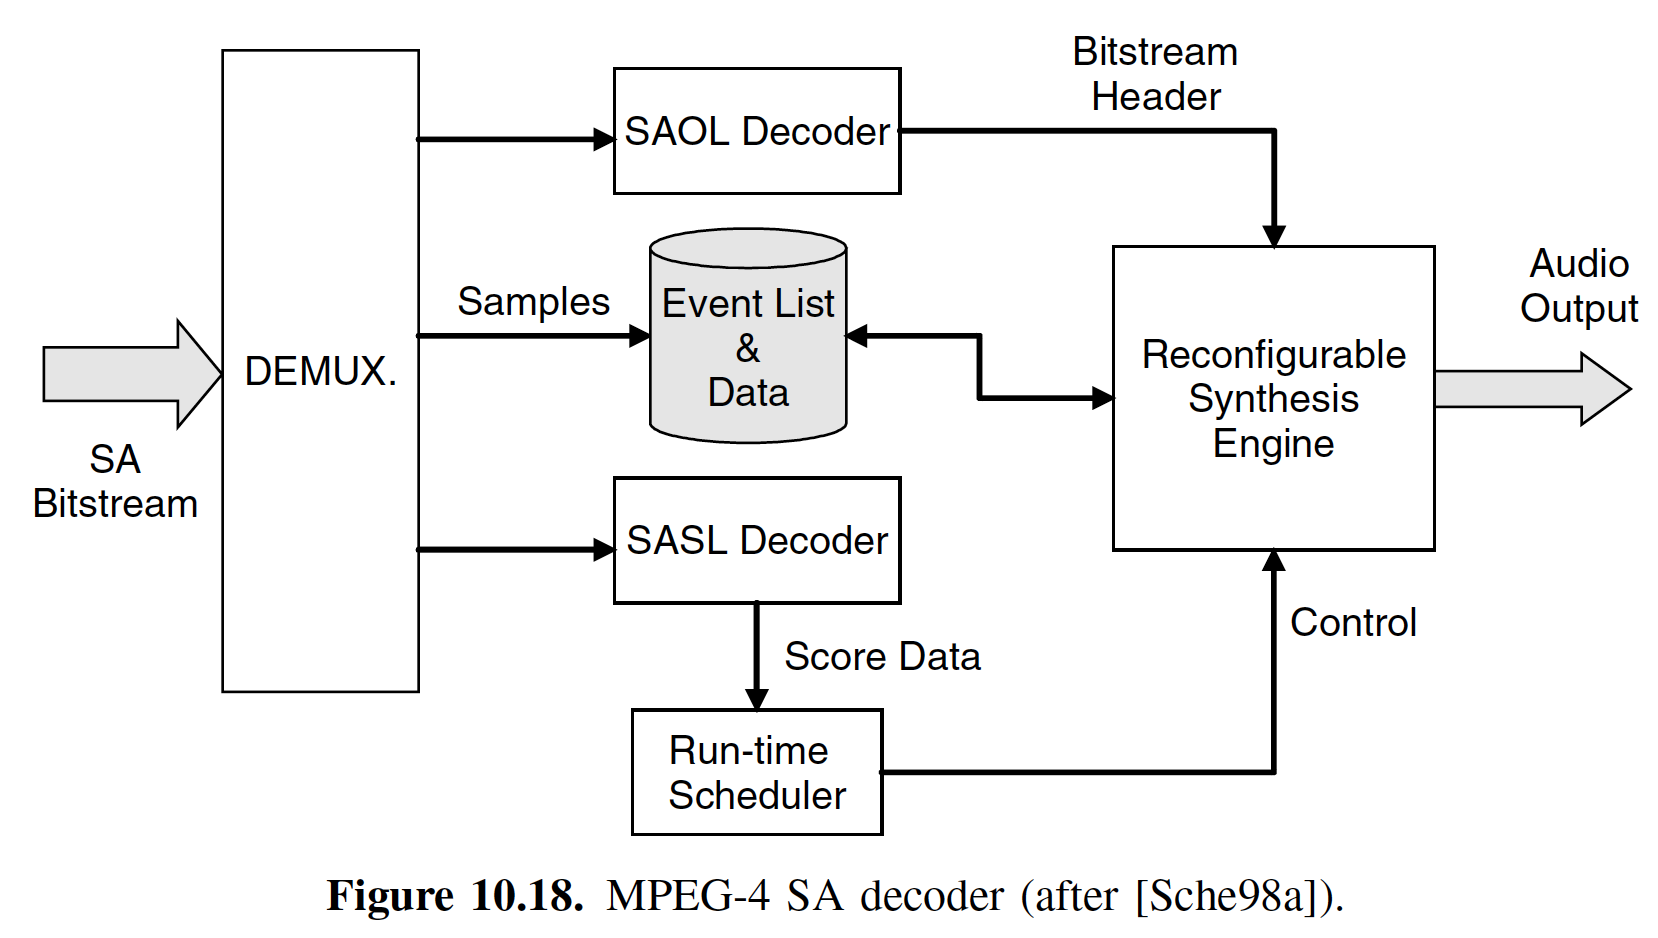 Bitstream
Header
SAOL Decoder
Samples
Event List
&
Data
DEMUX.
SA
Bitstream
Reconfigurable
Synthesis
Engine
Audio
Output
SASL Decoder
Score Data
Control
Run-time
Scheduler
Figure 10.18. MPEG-4 SA decoder (after [Sche98a]).